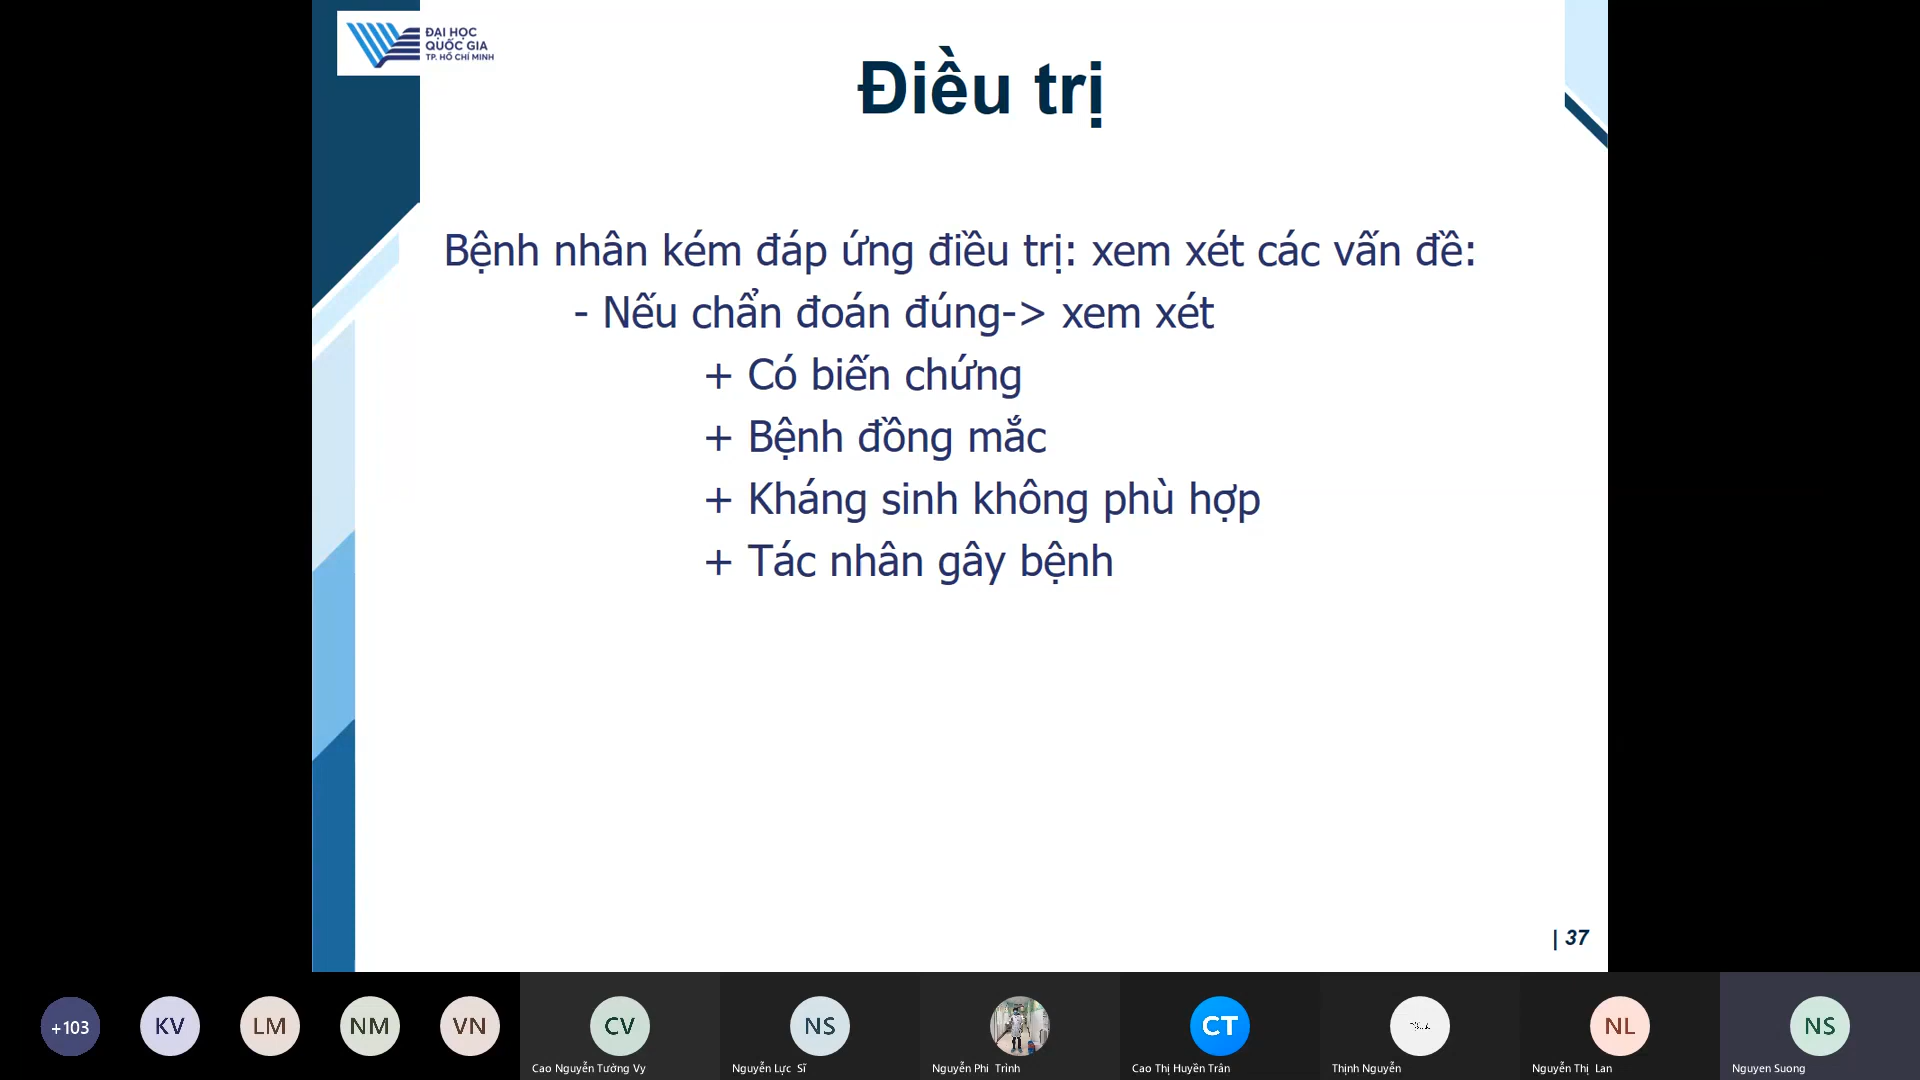 ĐẠI HỌC
QUỐC GIA
TP. HỒ CHÍ MINH
Điều trị
Bệnh nhân kém đáp ứng điều trị: xem xét các vấn đề:
- Nếu chẩn đoán đúng-> xem xét
+ Có biến chứng
+ Bệnh đồng mắc
+ Kháng sinh không phù hợp
+ Tác nhân gây bệnh
| 37
+103
KV
LM
NM
VN
CV
NS
CT
NL
NS
Cao Nguyễn Tường Vy
Nguyễn Lực Sĩ
Nguyễn Phi Trình
Cao Thị Huyền Trân
Thịnh Nguyễn
Nguyễn Thị Lan
Nguyen Suong